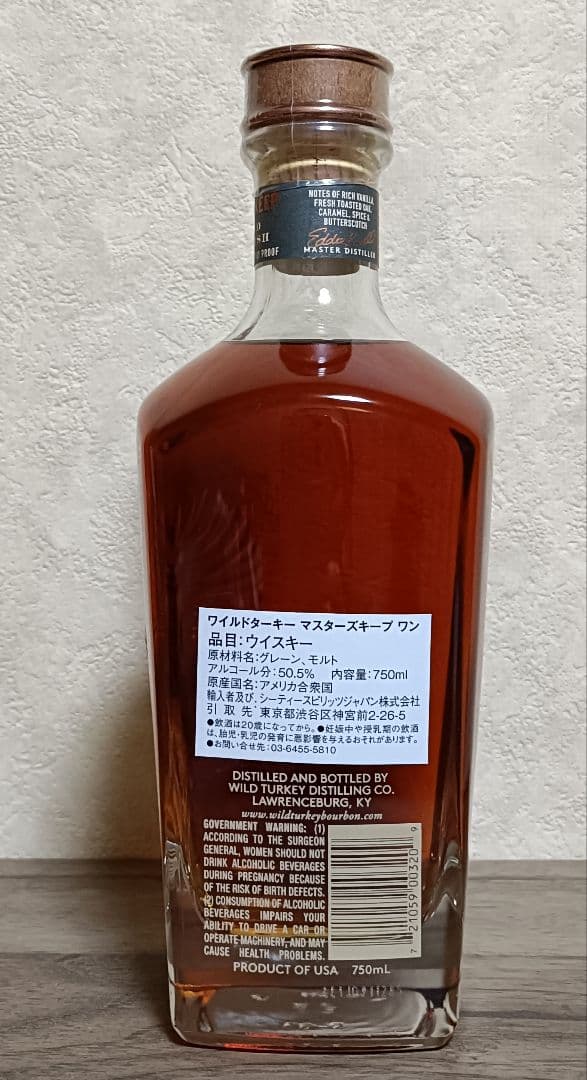 NOTES OF RICH VANILLA,
FRESH TOASTED OAK,
CARAMEL, SPICE &
BUTTERSCOTCH
MASTER DISTILLER
PROOF
ワイルドターキー マスターズキープ ワン
品目:ウイスキー
原材料名:グレーン、モルト
アルコール分:50.5% 内容量:750ml
原産国名:アメリカ合衆国
輸入者及び、シーティースピリッツジャパン株式会社
引 取 先 東京都渋谷区神宮前2-26-5
●飲酒は20歳になってから。●妊娠中や授乳期の飲酒
は、胎児・乳児の発育に悪影響を与えるおそれがあります。
●お問い合せ先:03-6455-5810
DISTILLED AND BOTTLED BY
WILD TURKEY DISTILLING CO.
LAWRENCEBURG, KY
www.wildturkeybourbon.com
GOVERNMENT WARNING: (1)
ACCORDING TO THE SURGEON
GENERAL, WOMEN SHOULD NOT
DRINK ALCOHOLIC BEVERAGES
DURING PREGNANCY BECAUSE
OF THE RISK OF BIRTH DEFECTS.
(2) CONSUMPTION OF ALCOHOLIC
BEVERAGES IMPAIRS YOUR
ABILITY TO DRIVE A CAR OR
OPERATE MACHINERY, AND MAY
CAUSE HEALTH PROBLEMS.
7 21059 00320 9
PRODUCT OF USA 750mL